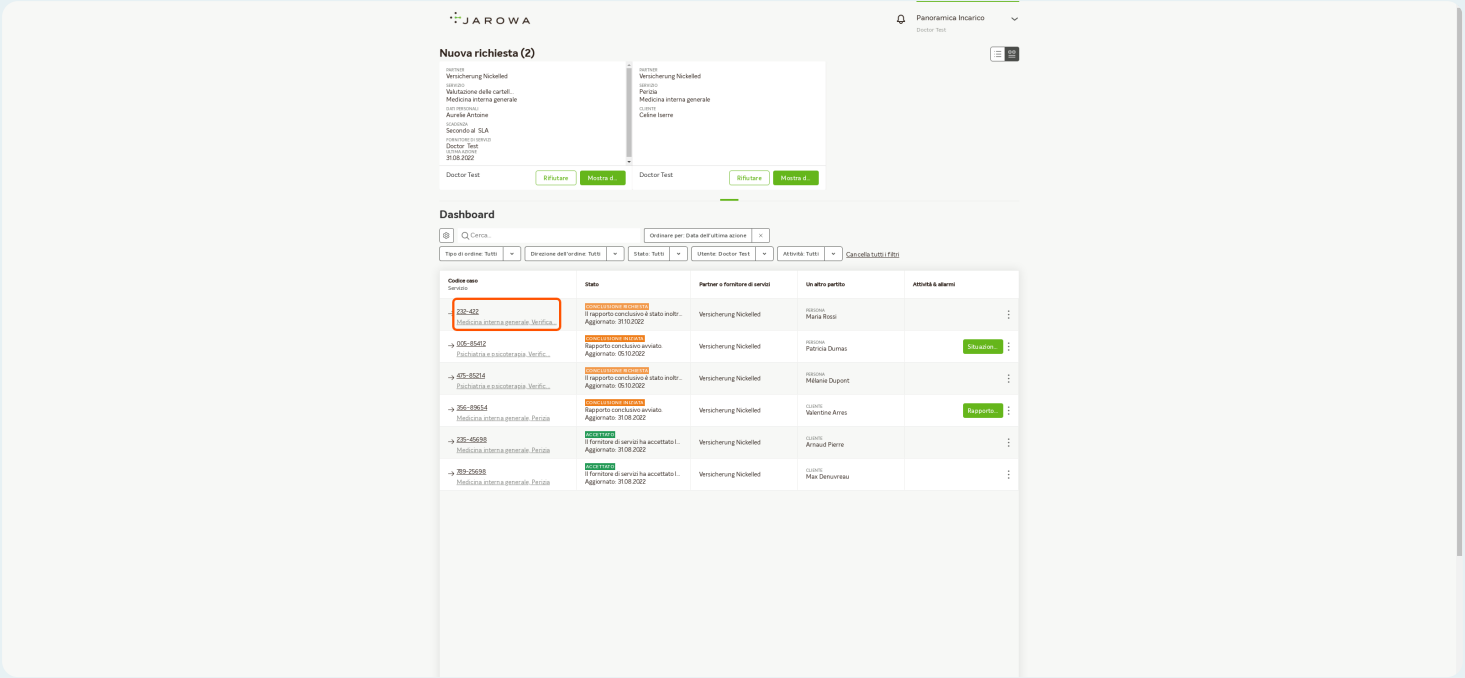 JAROWA
Panoramica Incarico
Doctor Test
Nuova richiesta (2)
PARTNER
Versicherung Nickelled
SERVIZIO
Valutazione delle cartell...
Medicina interna generale
DATI PERSONALI
Aurelie Antoine
SCADENZA
Secondo al SLA
FORNITORE DI SERVIZI
Doctor Test
ULTIMA AZIONE
31.08.2022
Doctor Test
Rifiutare
Mostra d...
PARTNER
Versicherung Nickelled
SERVIZIO
Perizia
Medicina interna generale
CLIENTE
Celine Iserre
Doctor Test
Rifiutare
Mostra d...
Dashboard
Cerca...
Ordinare per: Data dell'ultima azione ×
Tipo di ordine: Tutti
Direzione dell'ordine: Tutti
Stato: Tutti
Utente: Doctor Test
Attività: Tutti
Cancella tutti i filtri
Codice caso
Servizio
Stato
Partner o fornitore di servizi
Un altro partito
Attività & allarmi
232-422
Medicina interna generale, Verifica...
CONCLUSIONE RICHIESTA
Il rapporto conclusivo è stato inoltr...
Aggiornato: 31.10.2022
Versicherung Nickelled
PERSONA
Maria Rossi
005-85412
Psichiatria e psicoterapia, Verific...
CONCLUSIONE INIZIATA
Rapporto conclusivo avviato.
Aggiornato: 05.10.2022
Versicherung Nickelled
PERSONA
Patricia Dumas
Situazion...
475-85214
Psichiatria e psicoterapia, Verific...
CONCLUSIONE RICHIESTA
Il rapporto conclusivo è stato inoltr...
Aggiornato: 05.10.2022
Versicherung Nickelled
PERSONA
Mélanie Dupont
356-89654
Medicina interna generale, Perizia
CONCLUSIONE INIZIATA
Rapporto conclusivo avviato.
Aggiornato: 31.08.2022
Versicherung Nickelled
CLIENTE
Valentine Arres
Rapporto...
235-45698
Medicina interna generale, Perizia
ACCETTATO
Il fornitore di servizi ha accettato l...
Aggiornato: 31.08.2022
Versicherung Nickelled
CLIENTE
Arnaud Pierre
789-25698
Medicina interna generale, Perizia
ACCETTATO
Il fornitore di servizi ha accettato l...
Aggiornato: 31.08.2022
Versicherung Nickelled
CLIENTE
Max Denuvreau